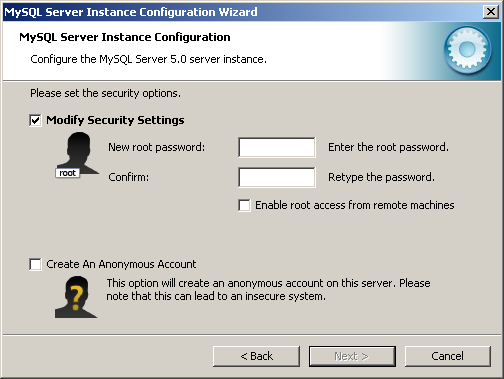 MySQL Server Instance Configuration Wizard
MySQL Server Instance Configuration
Configure the MySQL Server 5.0 server instance.
Please set the security options.
Modify Security Settings
New root password: Enter the root password.
root
Confirm: Retype the password.
Enable root access from remote machines
Create An Anonymous Account
This option will create an anonymous account on this server. Please
note that this can lead to an insecure system.
< Back Next > Cancel